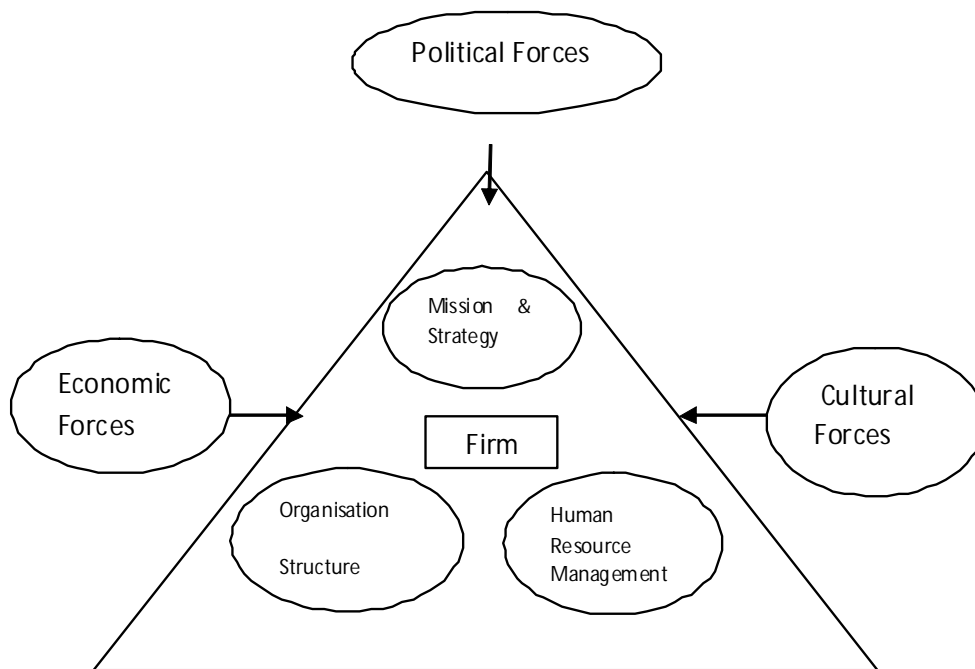 Political Forces
Mission &
Strategy
Economic
Forces
Cultural
Forces
Firm
Organisation
Structure
Human
Resource
Management